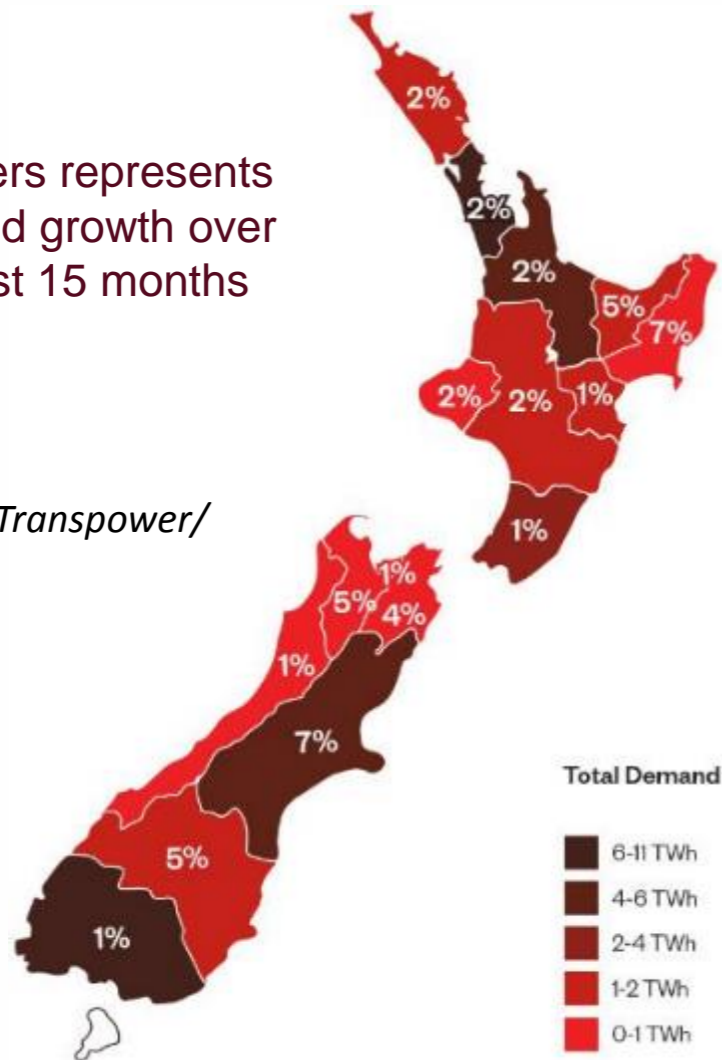 2%
ers represents
2%
d growth over
2%
st 15 months
5%
7%
2%
2%
1%
Transpower/
1%
1%
5%
4%
1%
7%
Total Demand
5%
6-11 TWh
4-6 TWh
1%
2-4 TWh
1-2 TWh
0-1 TWh